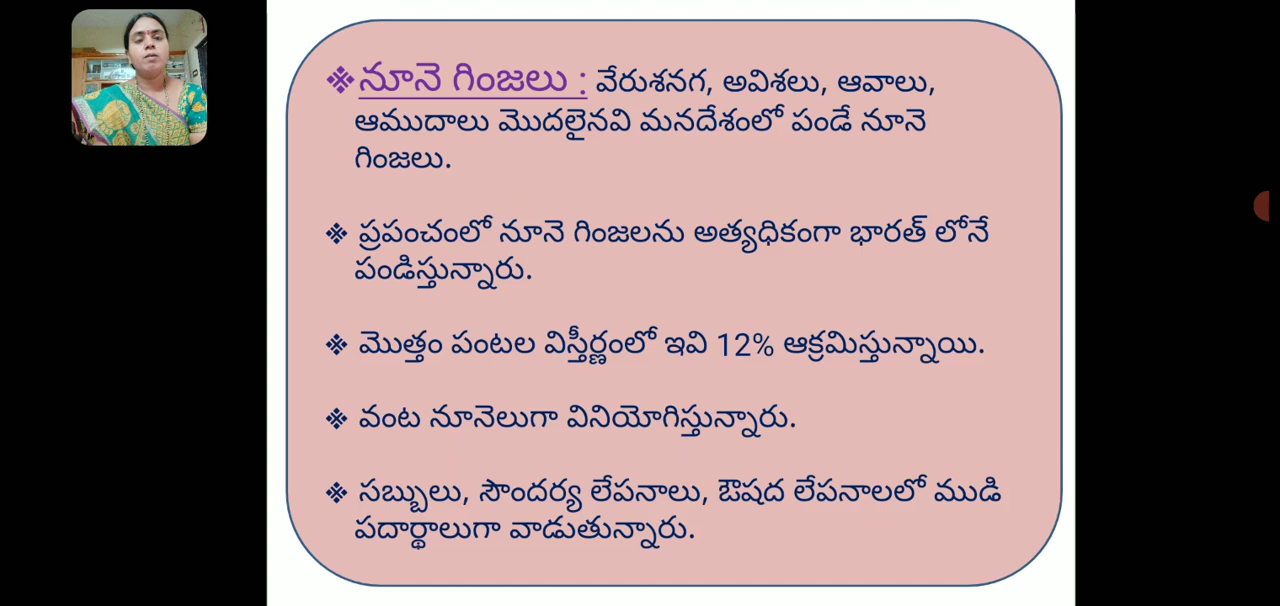 ❖నూనె గింజలు : వేరుశనగ, అవిశలు, ఆవాలు,
ఆముదాలు మొదలైనవి మనదేశంలో పండే నూనె
గింజలు.
❖ ప్రపంచంలో నూనె గింజలను అత్యధికంగా భారత్ లోనే
పండిస్తున్నారు.
❖ మొత్తం పంటల విస్తీర్ణంలో ఇవి 12% ఆక్రమిస్తున్నాయి.
❖ వంట నూనెలుగా వినియోగిస్తున్నారు.
❖ సబ్బులు, సౌందర్య లేపనాలు, ఔషద లేపనాలలో ముడి
పదార్థాలుగా వాడుతున్నారు.